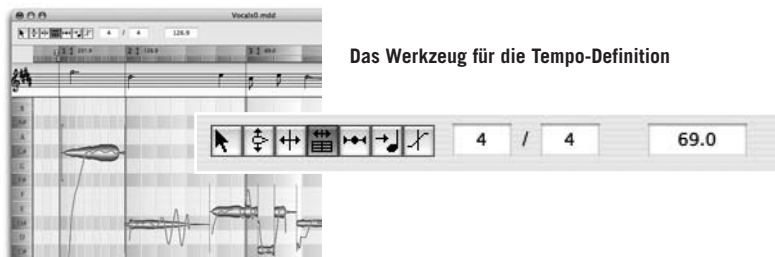 Vocals0.mdd
4 / 4 126.9
Das Werkzeug für die Tempo-Definition
4 / 4 69.0
A
G
F
E
D